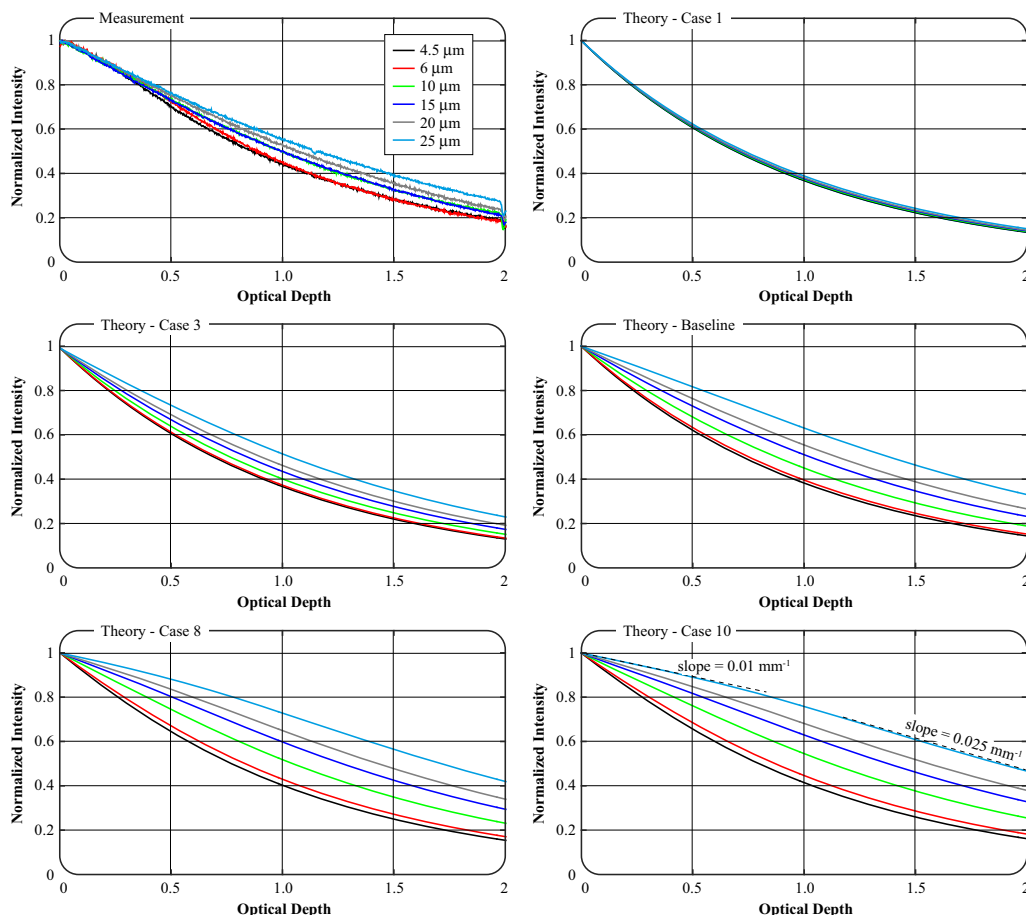 Measurement
Normalized Intensity
1
0.8
0.6
0.4
0.2
0
4.5 μm
6 μm
10 μm
15 μm
20 μm
25 μm
0 0.5 1.0 1.5 2
Optical Depth
Theory - Case 1
Normalized Intensity
1
0.8
0.6
0.4
0.2
0
0 0.5 1.0 1.5 2
Optical Depth
Theory - Case 3
Normalized Intensity
1
0.8
0.6
0.4
0.2
0
0 0.5 1.0 1.5 2
Optical Depth
Theory - Baseline
Normalized Intensity
1
0.8
0.6
0.4
0.2
0
0 0.5 1.0 1.5 2
Optical Depth
Theory - Case 8
Normalized Intensity
1
0.8
0.6
0.4
0.2
0
0 0.5 1.0 1.5 2
Optical Depth
Theory - Case 10
Normalized Intensity
1
0.8
0.6
0.4
0.2
0
slope = 0.01 mm⁻¹
slope = 0.025 mm⁻¹
0 0.5 1.0 1.5 2
Optical Depth